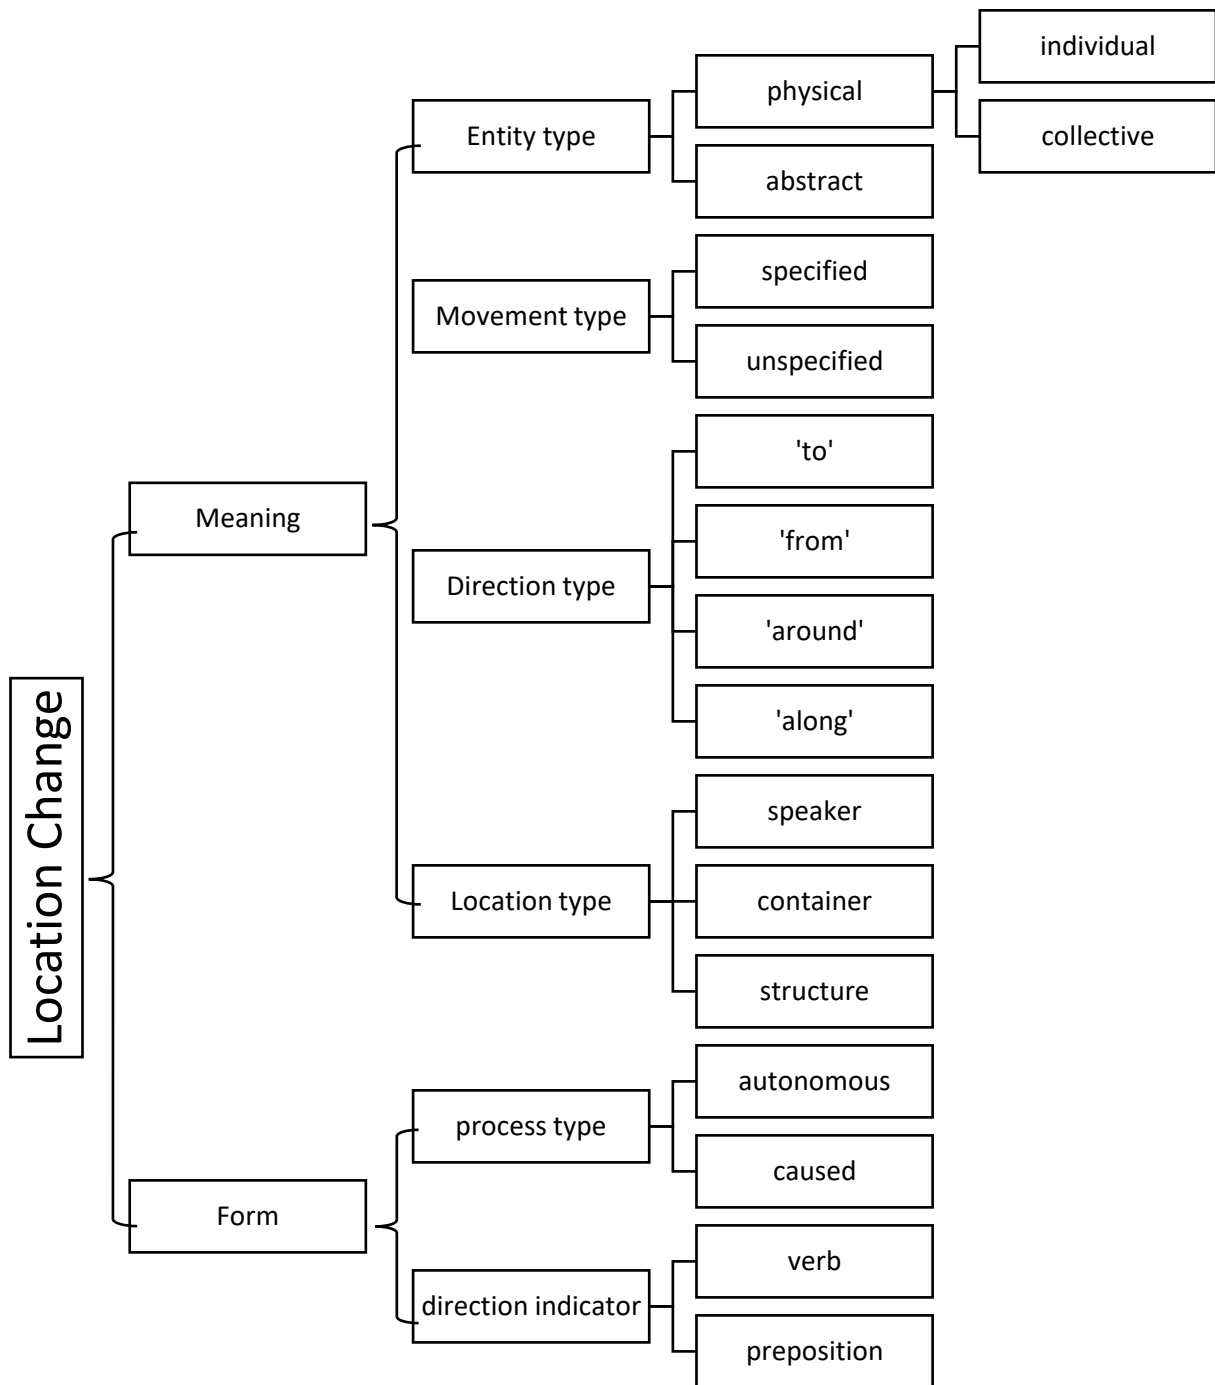 individual
physical
collective
Entity type
abstract
specified
Movement type
unspecified
'to'
Meaning
'from'
Direction type
'around'
'along'
Location Change
speaker
container
Location type
structure
autonomous
process type
caused
Form
verb
direction indicator
preposition